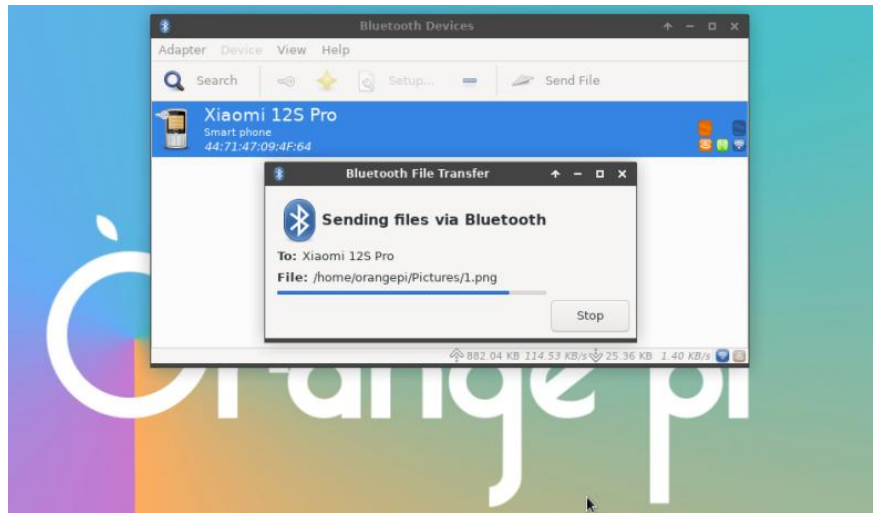 Bluetooth Devices
Adapter Device View Help
Search Setup... Send File
Xiaomi 12S Pro
Smart phone
44:71:47:09:4F:64
Bluetooth File Transfer
Sending files via Bluetooth
To: Xiaomi 12S Pro
File: /home/orangepi/Pictures/1.png
Stop
882.04 KB 114.53 KB/s 25.36 KB 1.40 KB/s
Orange pi